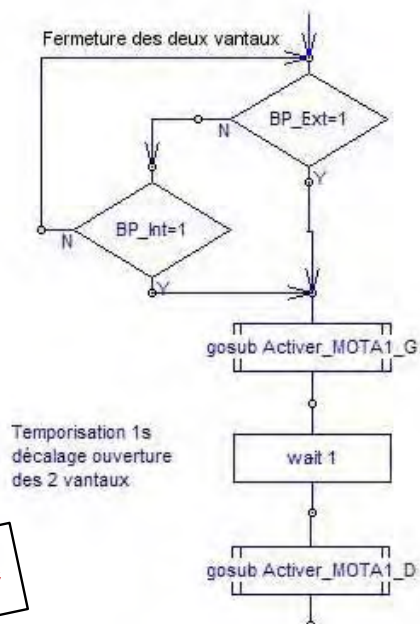 Fermeture des deux vantaux
BP_Ext=1
N
Y
BP_Int=1
N
Y
gosub Activer_MOTA1_G
Temporisation 1s
décalage ouverture
des 2 vantaux
wait 1
gosub Activer_MOTA1_D